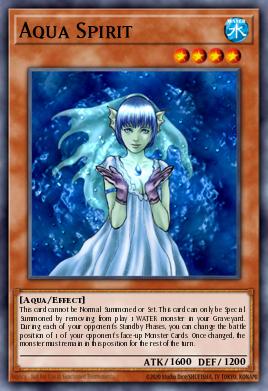 Aqua Spirit
WATER
水
[Aqua/Effect]
This card cannot be Normal Summoned or Set. This card can only be Special
Summoned by removing from play 1 WATER monster in your Graveyard.
During each of your opponent's Standby Phases, you can change the battle
position of 1 of your opponent's face-up Monster Cards. Once changed, the
monster must remain in this position for the rest of the turn.
ATK/1600 DEF/1200